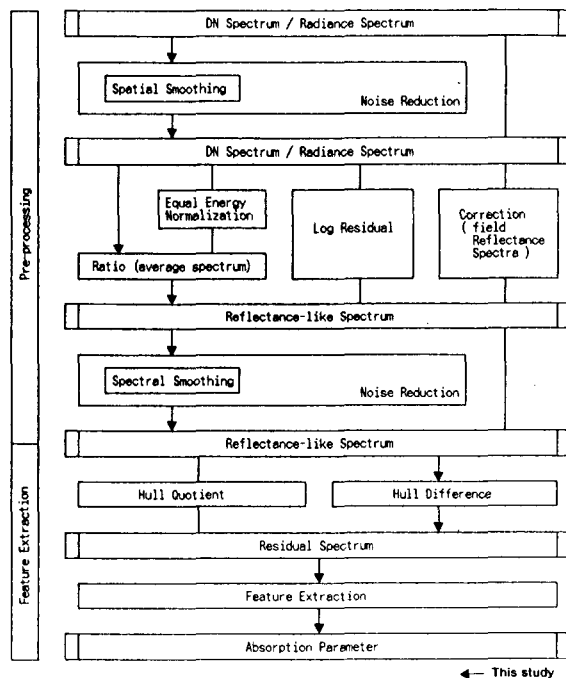 DN Spectrum / Radiance Spectrum
Spatial Smoothing
Noise Reduction
DN Spectrum / Radiance Spectrum
Equal Energy
Normalization
Log Residual
Correction
( field
Reflectance
Spectra )
Ratio (average spectrum)
Reflectance-like Spectrum
Spectral Smoothing
Noise Reduction
Reflectance-like Spectrum
Hull Quotient
Hull Difference
Residual Spectrum
Feature Extraction
Absorption Parameter
This study
Pre-processing
Feature Extraction